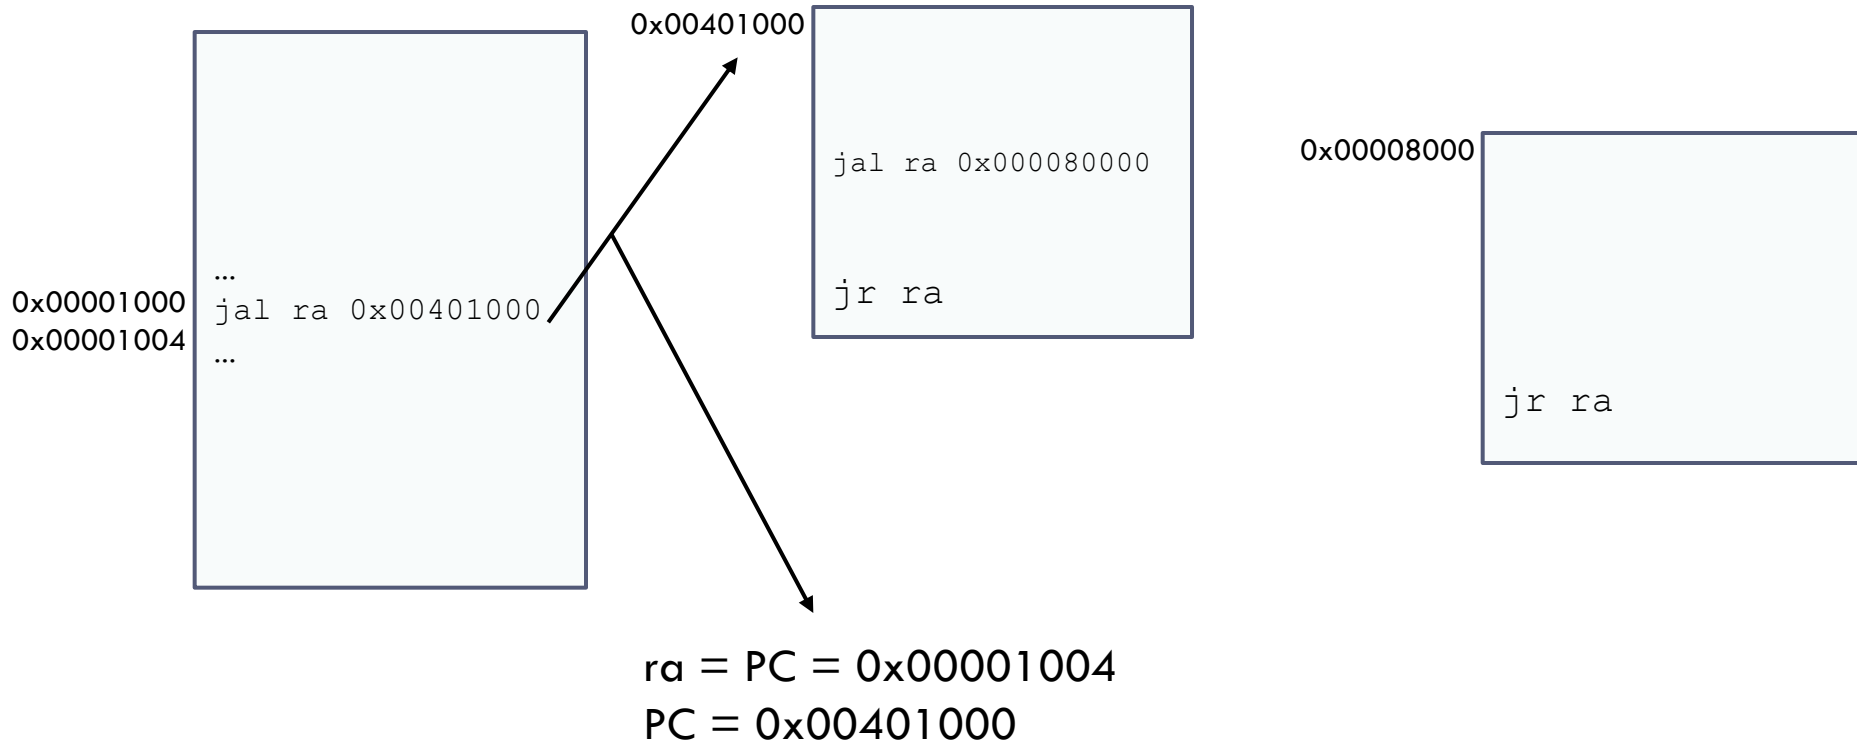 0x00001000
0x00001004
...
jal ra 0x00401000
...
0x00401000
jal ra 0x000080000
jr ra
0x00008000
jr ra
ra = PC = 0x00001004
PC = 0x00401000